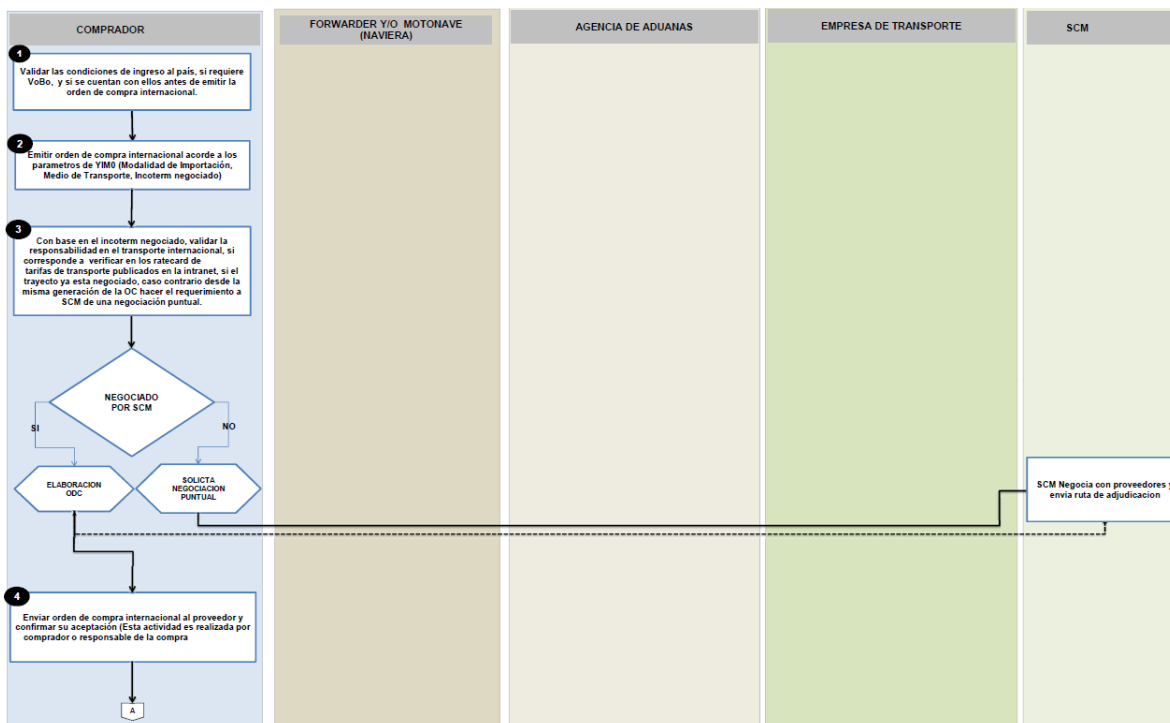 COMPRADOR
FORWARDER Y/O MOTONAVE
(NAVIERA)
AGENCIA DE ADUANAS
EMPRESA DE TRANSPORTE
SCM
1
Validar las condiciones de ingreso al país, si requiere
VoBo, y si se cuentan con ellos antes de emitir la
orden de compra internacional.
2
Emitir orden de compra internacional acorde a los
parametros de YIM0 (Modalidad de Importación,
Medio de Transporte, Incoterm negociado)
3
Con base en el incoterm negociado, validar la
responsabilidad en el transporte internacional, si
corresponde a verificar en los ratecard de
tarifas de transporte publicados en la intranet, si el
trayecto ya esta negociado, caso contrario desde la
misma generación de la OC hacer el requerimiento a
SCM de una negociación puntual.
NEGOCIADO
POR SCM
SI
NO
ELABORACION
ODC
SOLICTA
NEGOCIACION
PUNTUAL
SCM Negocia con proveedores y
envia ruta de adjudicacion
4
Enviar orden de compra internacional al proveedor y
confirmar su aceptación (Esta actividad es realizada por
comprador o responsable de la compra
A